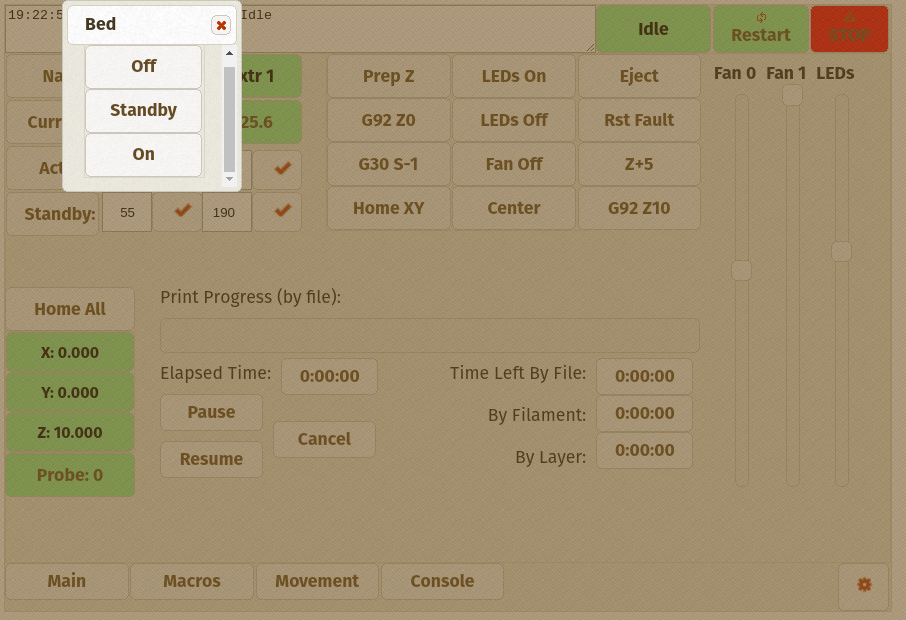 19:22:5
Idle
Bed
Off
Standby
On
Idle
Restart
STOP
Na
xtr 1
Curr
25.6
Act
Standby:
55
190
Prep Z
LEDs On
Eject
G92 Z0
LEDs Off
Rst Fault
G30 S-1
Fan Off
Z+5
Home XY
Center
G92 Z10
Fan 0
Fan 1
LEDs
Home All
X: 0.000
Y: 0.000
Z: 10.000
Probe: 0
Print Progress (by file):
Elapsed Time:
0:00:00
Pause
Resume
Cancel
Time Left By File:
0:00:00
By Filament:
0:00:00
By Layer:
0:00:00
Main
Macros
Movement
Console